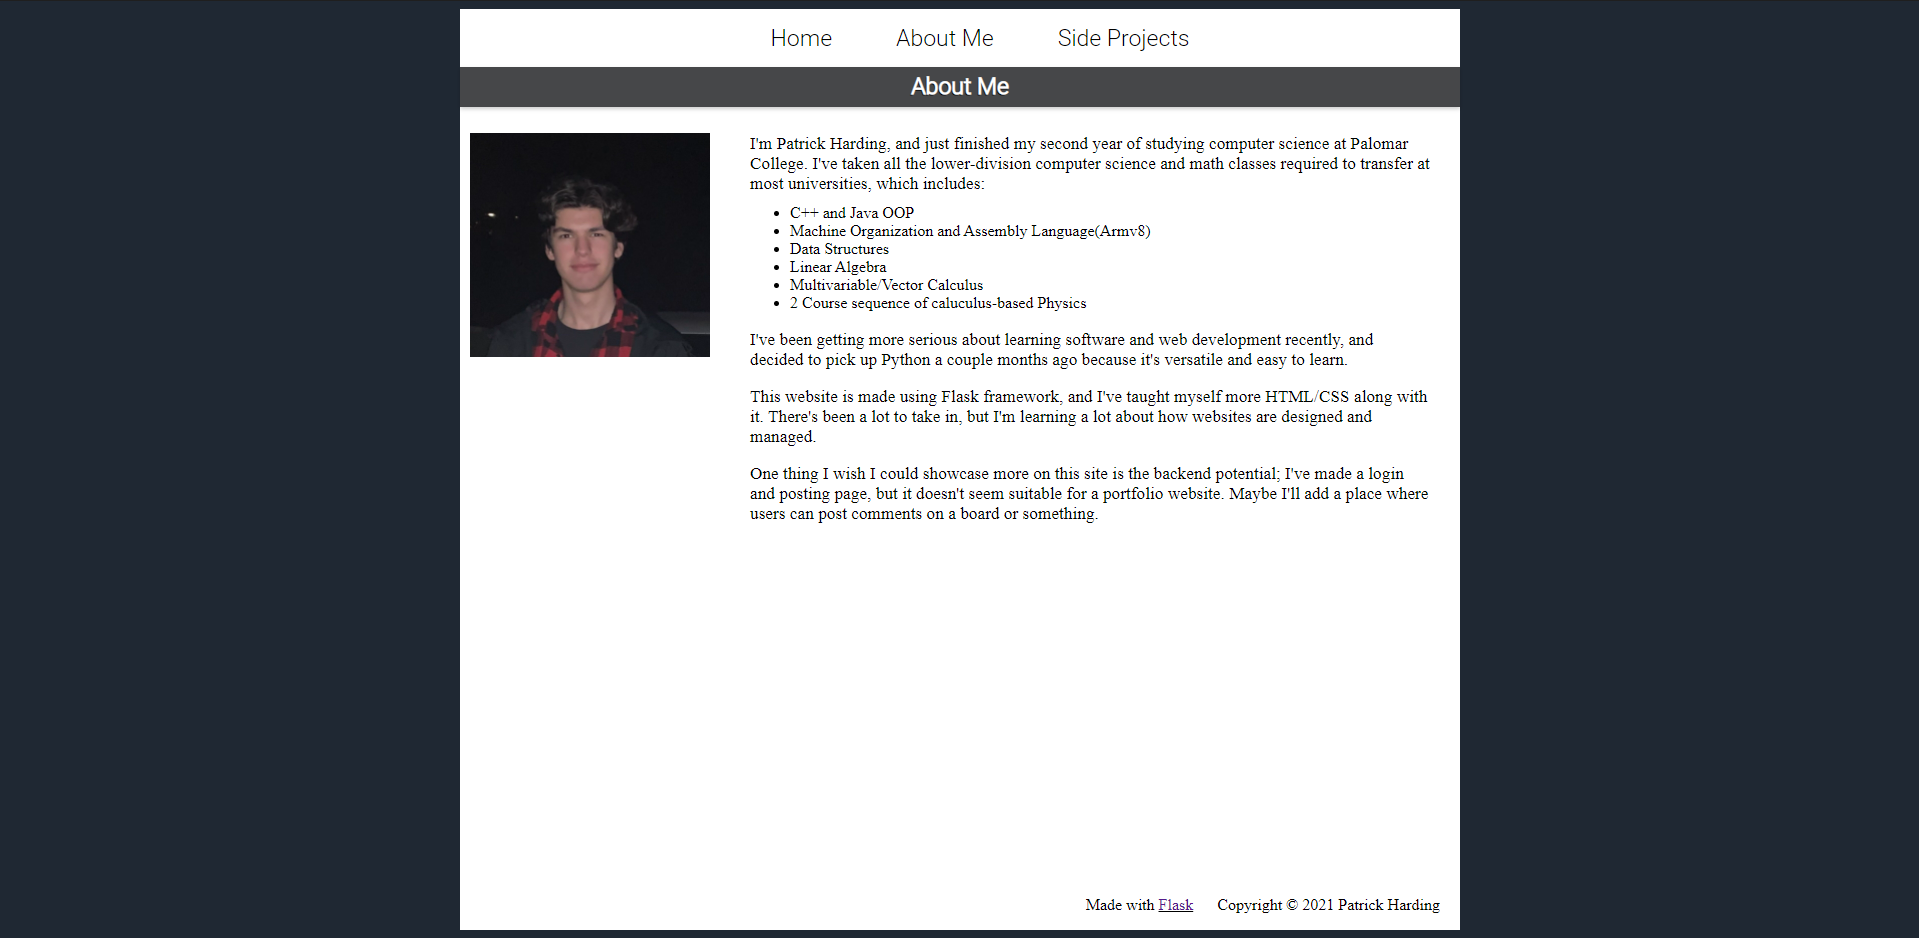 Home About Me Side Projects
About Me
I'm Patrick Harding, and just finished my second year of studying computer science at Palomar
College. I've taken all the lower-division computer science and math classes required to transfer at
most universities, which includes:
• C++ and Java OOP
• Machine Organization and Assembly Language(Armv8)
• Data Structures
• Linear Algebra
• Multivariable/Vector Calculus
• 2 Course sequence of caluculus-based Physics
I've been getting more serious about learning software and web development recently, and
decided to pick up Python a couple months ago because it's versatile and easy to learn.
This website is made using Flask framework, and I've taught myself more HTML/CSS along with
it. There's been a lot to take in, but I'm learning a lot about how websites are designed and
managed.
One thing I wish I could showcase more on this site is the backend potential; I've made a login
and posting page, but it doesn't seem suitable for a portfolio website. Maybe I'll add a place where
users can post comments on a board or something.
Made with Flask Copyright © 2021 Patrick Harding